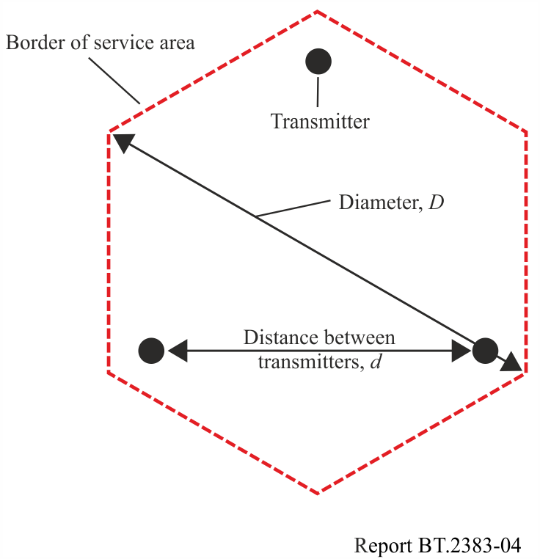 Border of service area
Transmitter
Diameter, D
Distance between
transmitters, d
Report BT.2383-04